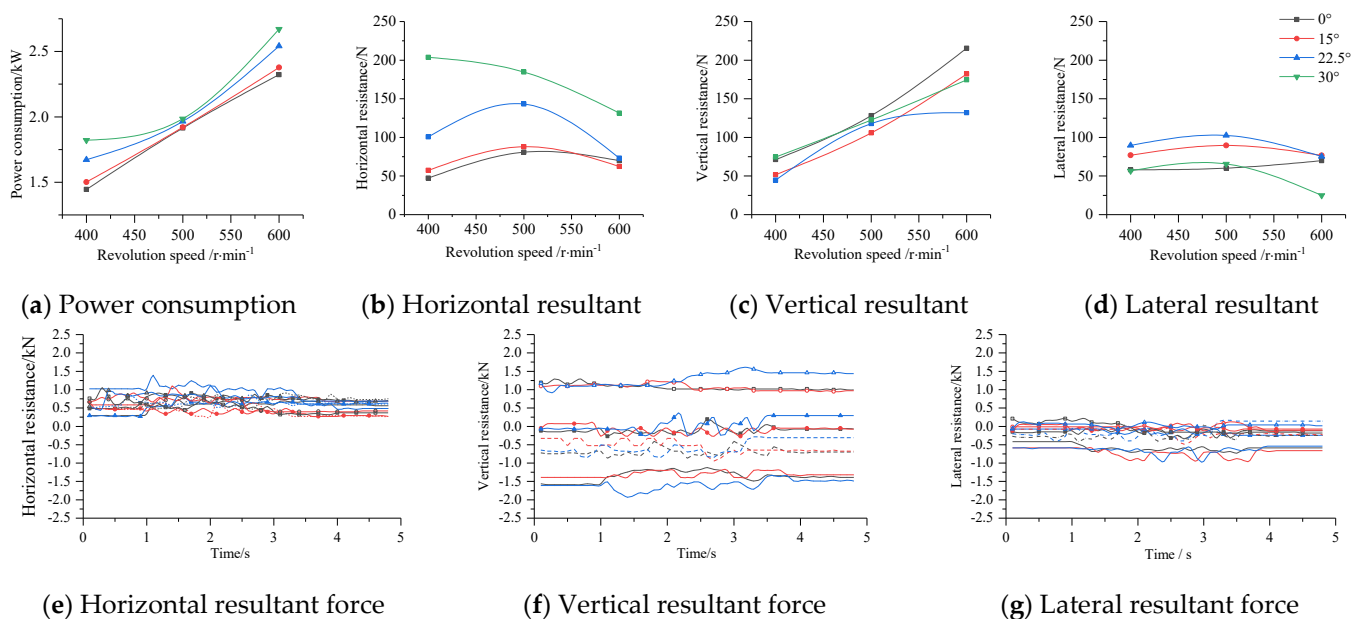 Power consumption/kW
2.5
2.0
1.5
400 450 500 550 600
Revolution speed /r·min-1
(a) Power consumption
Horizontal resistance/N
250
200
150
100
50
0
400 450 500 550 600
Revolution speed /r·min-1
(b) Horizontal resultant
Vertical resistance/N
250
200
150
100
50
0
400 450 500 550 600
Revolution speed /r·min-1
(c) Vertical resultant
Lateral resistance/N
250
200
150
100
50
0
400 450 500 550 600
Revolution speed /r·min-1
0°
15°
22.5°
30°
(d) Lateral resultant
Horizontal resistance/kN
2.5
2.0
1.5
1.0
0.5
0.0
-0.5
-1.0
-1.5
-2.0
-2.5
0 1 2 3 4 5
Time/s
(e) Horizontal resultant force
Vertical resistance/kN
2.5
2.0
1.5
1.0
0.5
0.0
-0.5
-1.0
-1.5
-2.0
-2.5
0 1 2 3 4 5
Time/s
(f) Vertical resultant force
Lateral resistance/kN
2.5
2.0
1.5
1.0
0.5
0.0
-0.5
-1.0
-1.5
-2.0
-2.5
0 1 2 3 4 5
Time / s
(g) Lateral resultant force